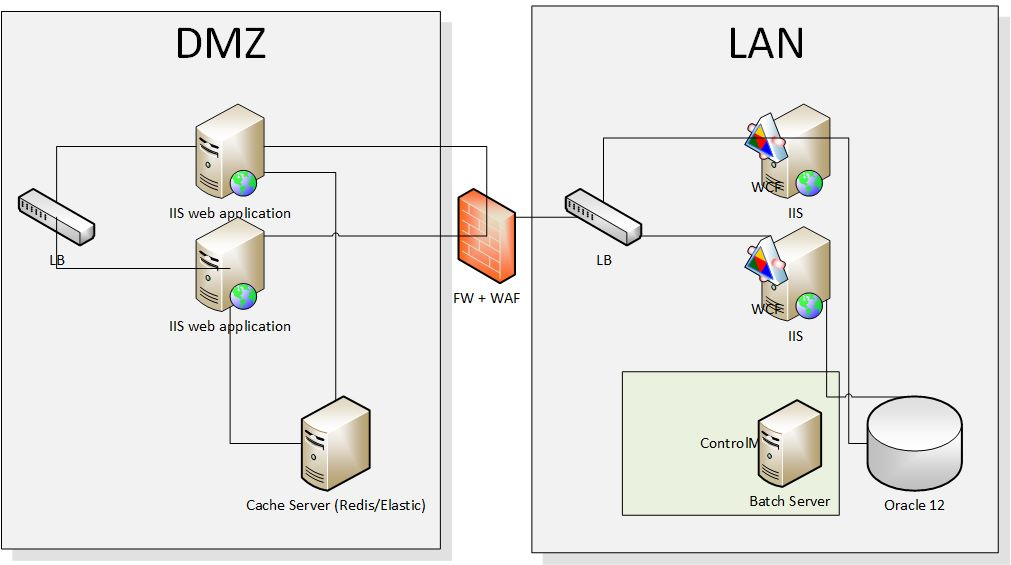 DMZ
LAN
IIS web application
LB
IIS web application
Cache Server (Redis/Elastic)
FW + WAF
LB
WCF
IIS
WCF
IIS
ControlM
Batch Server
Oracle 12